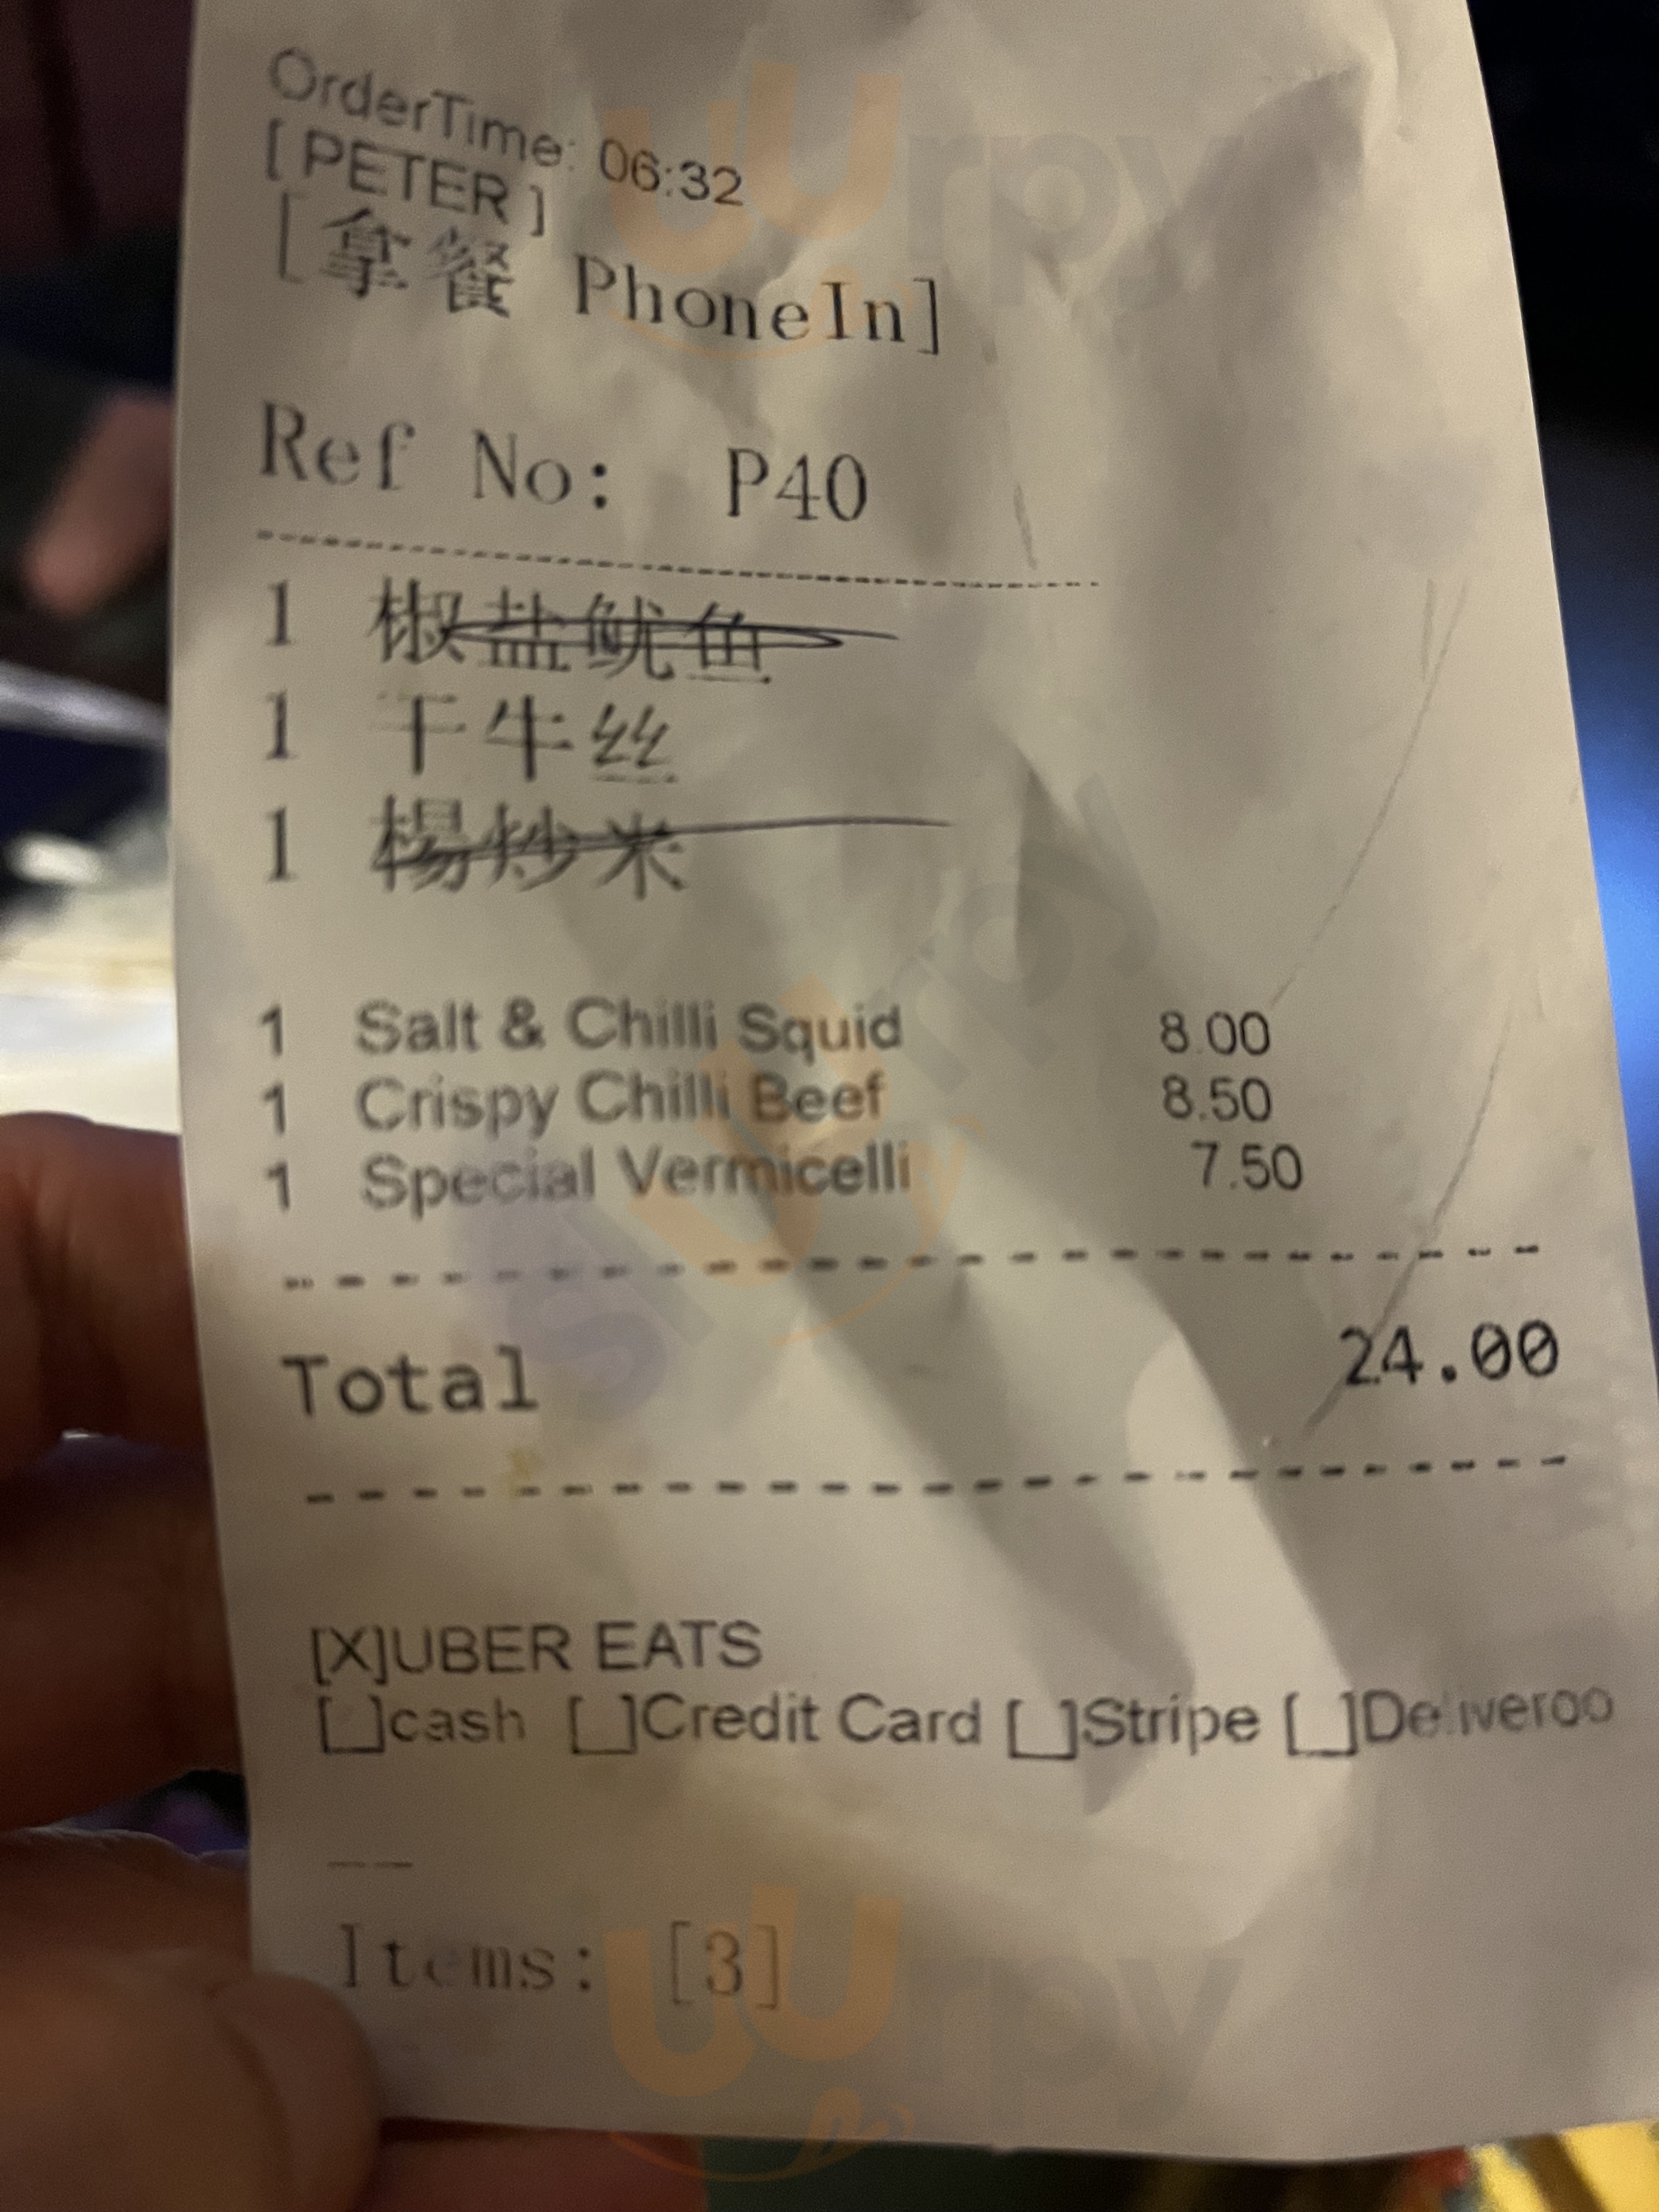 OrderTime: 06:32
[ PETER ]
[拿餐 PhoneIn]
Ref No: P40
1 椒盐鱿鱼
1 干牛丝
1 楊炒米
1 Salt & Chilli Squid 8.00
1 Crispy Chilli Beef 8.50
1 Special Vermicelli 7.50
Total 24.00
[X]UBER EATS
[ ]cash [ ]Credit Card [ ]Stripe [ ]Deliveroo
Items: [3]